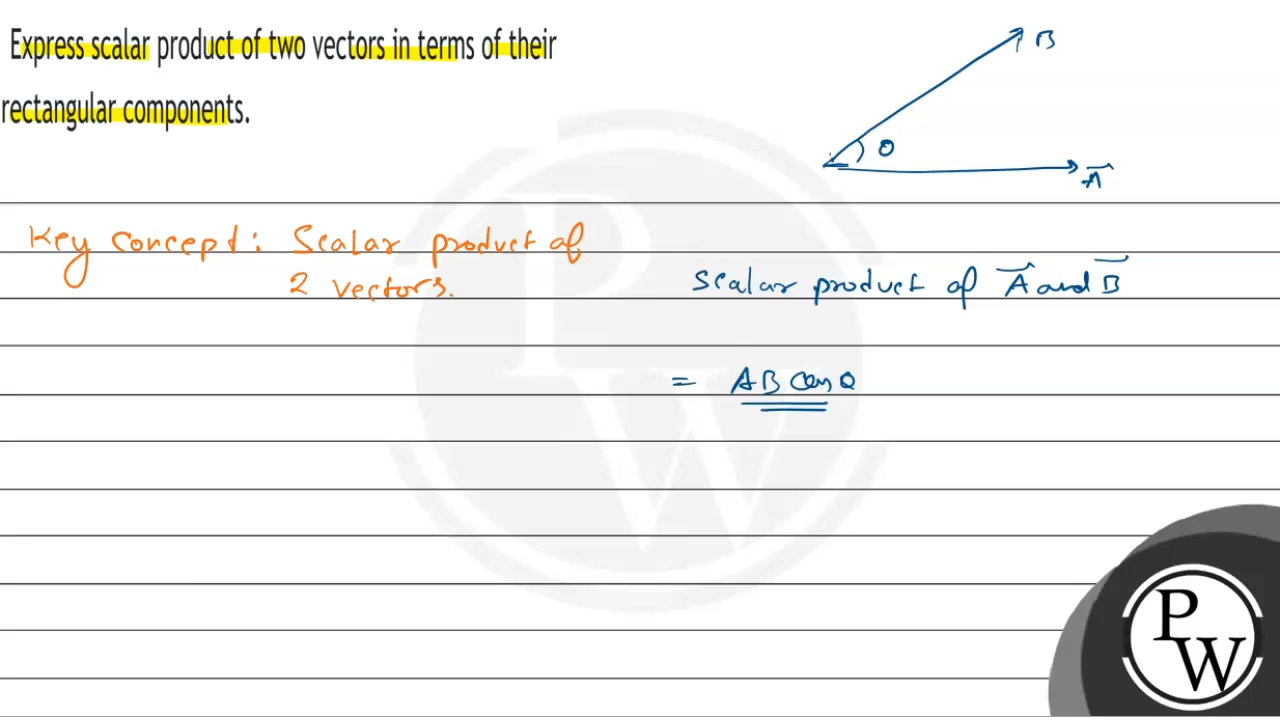 Express scalar product of two vectors in terms of their
rectangular components.
B
θ
A
Key concept: Scalar product of
2 vectors.
Scalar product of A and B
= AB cos θ
P
W
P
W